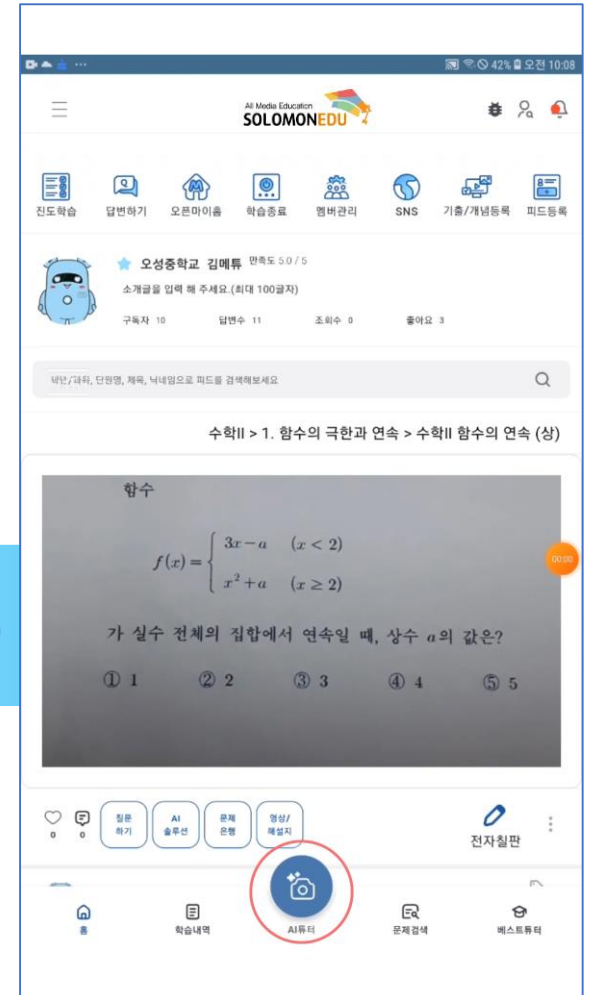 42% 오전 10:08
All Media Education
SOLOMONEDU
진도학습 답변하기 오픈마이홈 학습종료 멤버관리 SNS 기출/개념등록 피드등록
오성중학교 김메튜 만족도 5.0 / 5
소개글을 입력 해 주세요.(최대 100글자)
구독자 10 답변수 11 조회수 0 좋아요 3
단원명, 제목, 닉네임으로 피드를 검색해보세요
수학II > 1. 함수의 극한과 연속 > 수학II 함수의 연속 (상)
함수
f(x) = { 3x − a (x < 2)
x² + a (x ≥ 2)
00:00
가 실수 전체의 집합에서 연속일 때, 상수 a의 값은?
① 1 ② 2 ③ 3 ④ 4 ⑤ 5
질문 AI 문제 영상/
하기 솔루션 은행 해설지
0 0
전자칠판
홈 학습내역 AI튜터 문제검색 베스트튜터